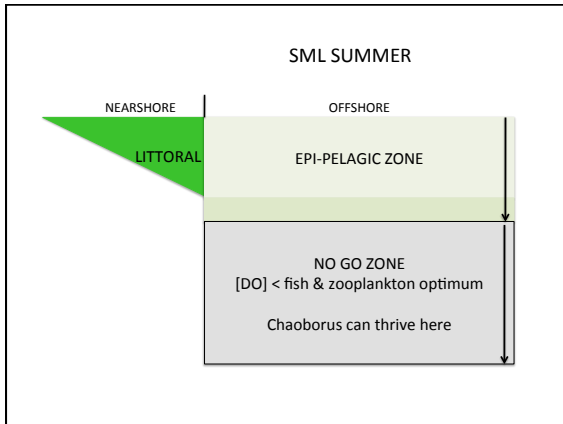 SML SUMMER
NEARSHORE
OFFSHORE
LITTORAL
EPI-PELAGIC ZONE
NO GO ZONE
[DO] < fish & zooplankton optimum
Chaoborus can thrive here